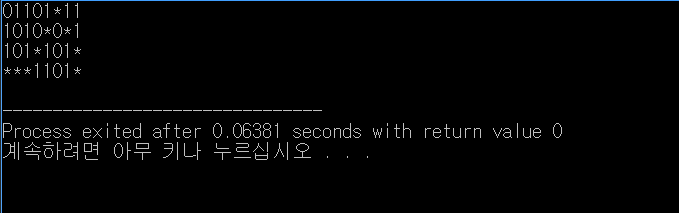 01101*11
1010*0*1
101*101*
***1101*
--------------------------------
Process exited after 0.06381 seconds with return value 0
계속하려면 아무 키나 누르십시오 . . .